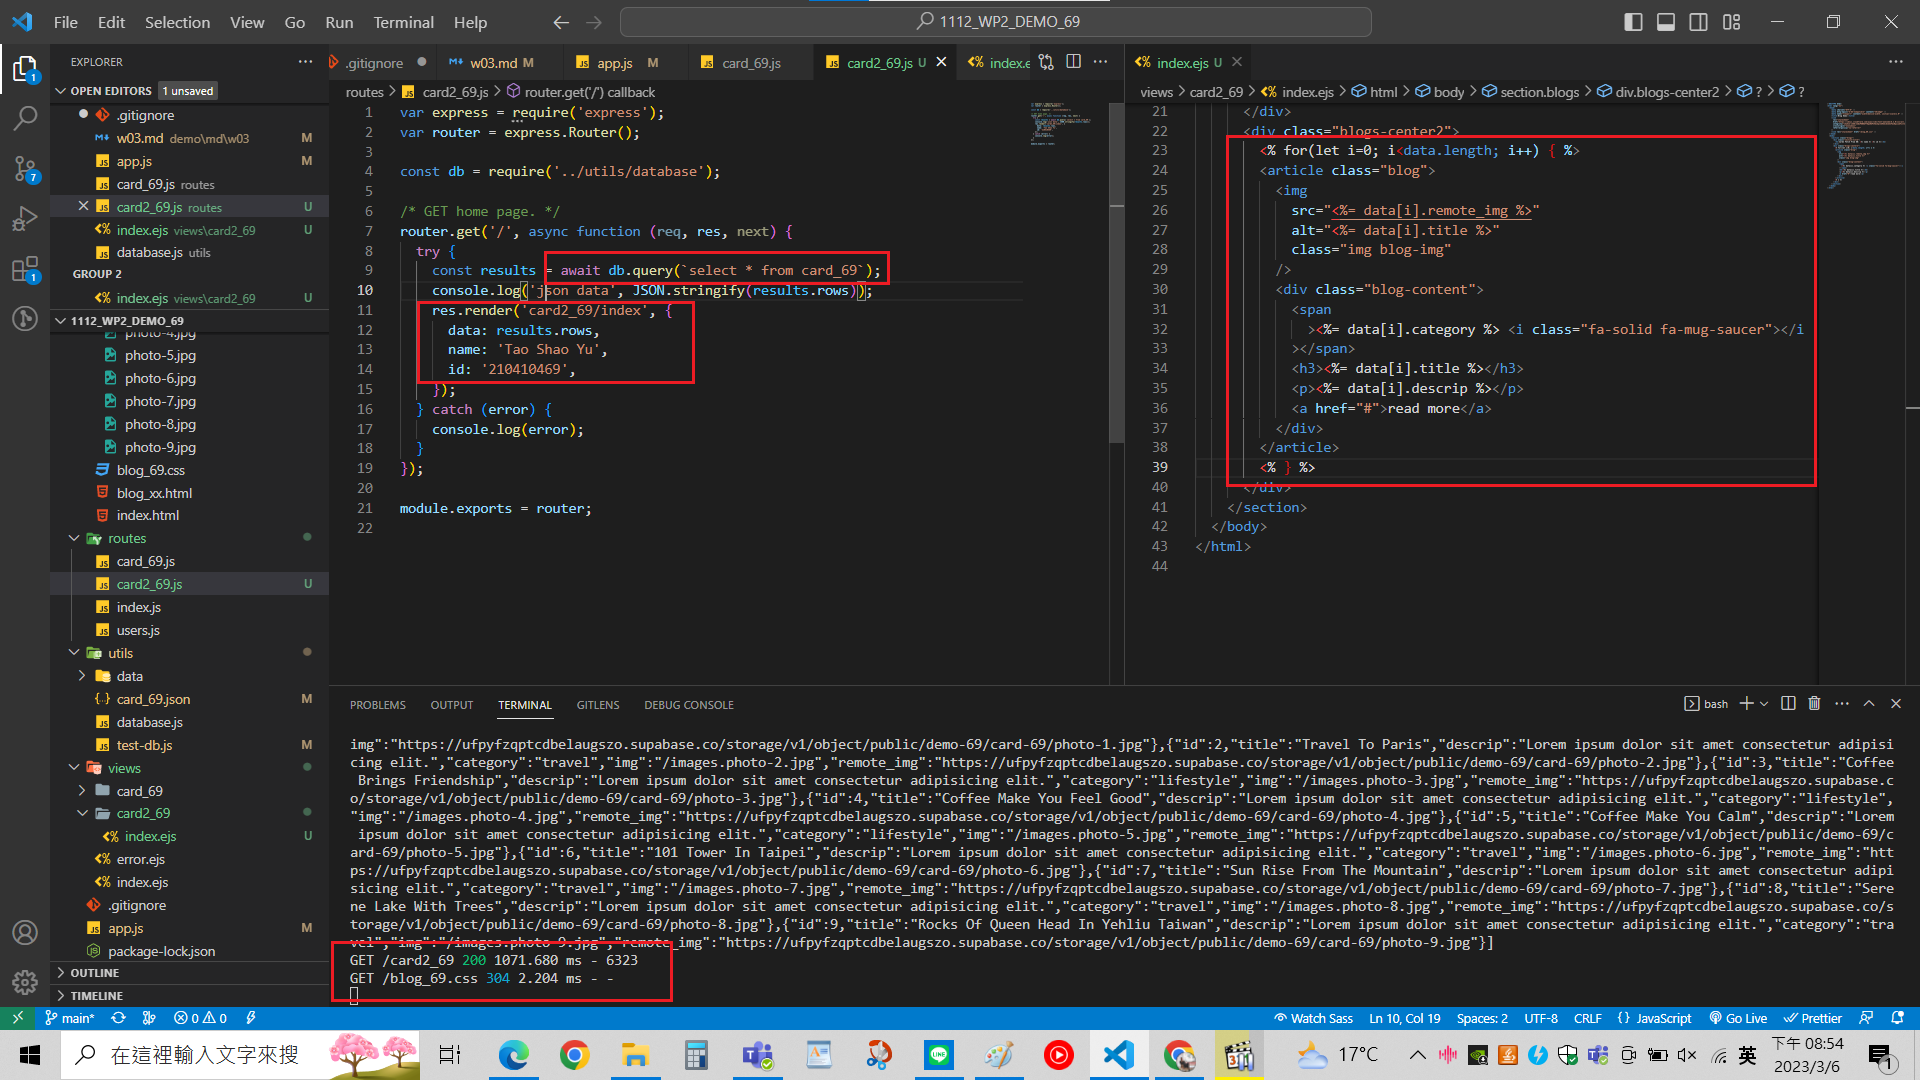 File Edit Selection View Go Run Terminal Help
1112_WP2_DEMO_69
EXPLORER
OPEN EDITORS 1 unsaved
.gitignore
w03.md demo\md\w03 M
app.js M
card_69.js routes
card2_69.js routes U
index.ejs views\card2_69 U
database.js utils
GROUP 2
index.ejs views\card2_69 U
1112_WP2_DEMO_69
photo-4.jpg
photo-5.jpg
photo-6.jpg
photo-7.jpg
photo-8.jpg
photo-9.jpg
blog_69.css
blog_xx.html
index.html
routes
card_69.js
card2_69.js U
index.js
users.js
utils
data
card_69.json M
database.js
test-db.js M
views
card_69
card2_69
index.ejs U
error.ejs
index.ejs
.gitignore
app.js M
package-lock.json
OUTLINE
TIMELINE
.gitignore w03.md M app.js M card_69.js card2_69.js U index.e
routes > card2_69.js > router.get('/') callback
1 var express = require('express');
2 var router = express.Router();
3
4 const db = require('../utils/database');
5
6 /* GET home page. */
7 router.get('/', async function (req, res, next) {
8 try {
9 const results = await db.query(`select * from card_69`);
10 console.log('json data', JSON.stringify(results.rows));
11 res.render('card2_69/index', {
12 data: results.rows,
13 name: 'Tao Shao Yu',
14 id: '210410469',
15 });
16 } catch (error) {
17 console.log(error);
18 }
19 });
20
21 module.exports = router;
22
index.ejs U
views > card2_69 > index.ejs > html > body > section.blogs > div.blogs-center2 > ? > ?
21 </div>
22 <div class="blogs-center2">
23 <% for(let i=0; i<data.length; i++) { %>
24 <article class="blog">
25 <img
26 src="<%= data[i].remote_img %>"
27 alt="<%= data[i].title %>"
28 class="img blog-img"
29 />
30 <div class="blog-content">
31 <span
32 ><%= data[i].category %> <i class="fa-solid fa-mug-saucer"></i
33 ></span>
34 <h3><%= data[i].title %></h3>
35 <p><%= data[i].descrip %></p>
36 <a href="#">read more</a>
37 </div>
38 </article>
39 <% } %>
40 </div>
41 </section>
42 </body>
43 </html>
44
PROBLEMS OUTPUT TERMINAL GITLENS DEBUG CONSOLE
bash
img":"https://ufpyfzqptcdbelaugszo.supabase.co/storage/v1/object/public/demo-69/card-69/photo-1.jpg"},{"id":2,"title":"Travel To Paris","descrip":"Lorem ipsum dolor sit amet consectetur adipisi
cing elit.","category":"travel","img":"/images.photo-2.jpg","remote_img":"https://ufpyfzqptcdbelaugszo.supabase.co/storage/v1/object/public/demo-69/card-69/photo-2.jpg"},{"id":3,"title":"Coffee
Brings Friendship","descrip":"Lorem ipsum dolor sit amet consectetur adipisicing elit.","category":"lifestyle","img":"/images.photo-3.jpg","remote_img":"https://ufpyfzqptcdbelaugszo.supabase.c
o/storage/v1/object/public/demo-69/card-69/photo-3.jpg"},{"id":4,"title":"Coffee Make You Feel Good","descrip":"Lorem ipsum dolor sit amet consectetur adipisicing elit.","category":"lifestyle",
"img":"/images.photo-4.jpg","remote_img":"https://ufpyfzqptcdbelaugszo.supabase.co/storage/v1/object/public/demo-69/card-69/photo-4.jpg"},{"id":5,"title":"Coffee Make You Calm","descrip":"Lorem
ipsum dolor sit amet consectetur adipisicing elit.","category":"lifestyle","img":"/images.photo-5.jpg","remote_img":"https://ufpyfzqptcdbelaugszo.supabase.co/storage/v1/object/public/demo-69/c
ard-69/photo-5.jpg"},{"id":6,"title":"101 Tower In Taipei","descrip":"Lorem ipsum dolor sit amet consectetur adipisicing elit.","category":"travel","img":"/images.photo-6.jpg","remote_img":"htt
ps://ufpyfzqptcdbelaugszo.supabase.co/storage/v1/object/public/demo-69/card-69/photo-6.jpg"},{"id":7,"title":"Sun Rise From The Mountain","descrip":"Lorem ipsum dolor sit amet consectetur adipi
sicing elit.","category":"travel","img":"/images.photo-7.jpg","remote_img":"https://ufpyfzqptcdbelaugszo.supabase.co/storage/v1/object/public/demo-69/card-69/photo-7.jpg"},{"id":8,"title":"Sere
ne Lake With Trees","descrip":"Lorem ipsum dolor sit amet consectetur adipisicing elit.","category":"travel","img":"/images.photo-8.jpg","remote_img":"https://ufpyfzqptcdbelaugszo.supabase.co/s
torage/v1/object/public/demo-69/card-69/photo-8.jpg"},{"id":9,"title":"Rocks Of Queen Head In Yehliu Taiwan","descrip":"Lorem ipsum dolor sit amet consectetur adipisicing elit.","category":"tra
vel","img":"/images.photo-9.jpg","remote_img":"https://ufpyfzqptcdbelaugszo.supabase.co/storage/v1/object/public/demo-69/card-69/photo-9.jpg"}]
GET /card2_69 200 1071.680 ms - 6323
GET /blog_69.css 304 2.204 ms - -
main* 0 0 Watch Sass Ln 10, Col 19 Spaces: 2 UTF-8 CRLF {} JavaScript Go Live Prettier
在這裡輸入文字來搜 17°C 英 下午 08:54
2023/3/6